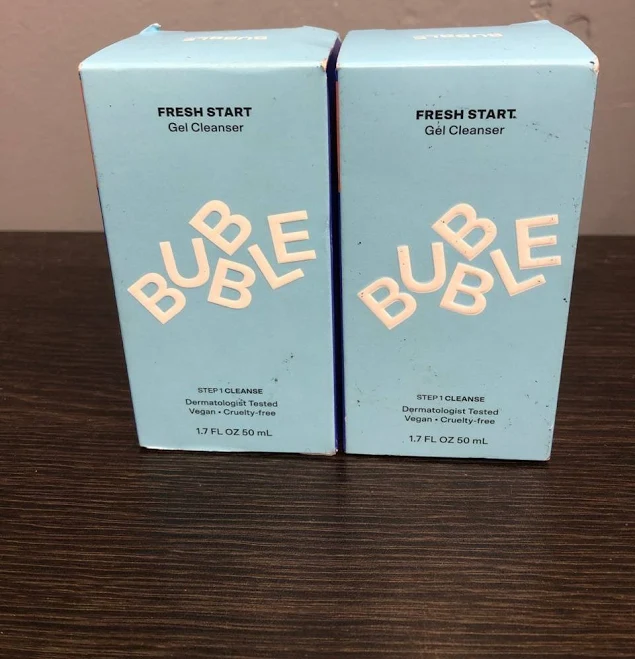 BUBBLE
FRESH START
Gel Cleanser
BUBBLE
STEP 1 CLEANSE
Dermatologist Tested
Vegan • Cruelty-free
1.7 FL OZ 50 mL
BUBBLE
FRESH START
Gel Cleanser
BUBBLE
STEP 1 CLEANSE
Dermatologist Tested
Vegan • Cruelty-free
1.7 FL OZ 50 mL